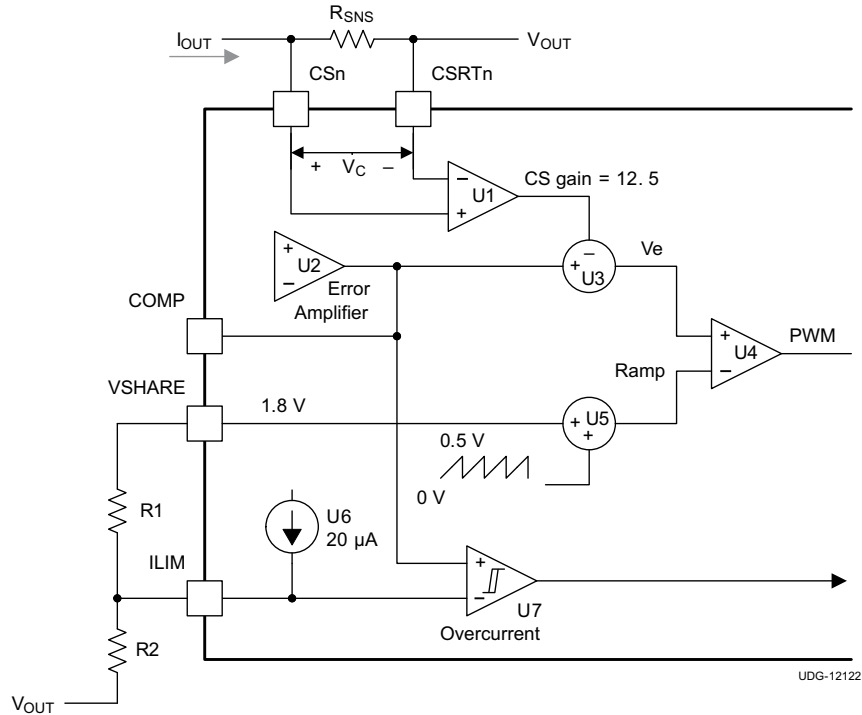 R_SNS
I_OUT
V_OUT
CSn
CSRTn
+ V_C –
CS gain = 12. 5
– U1 +
+ U2 –
Error
Amplifier
–
+ U3
Ve
COMP
+ U4 –
PWM
Ramp
VSHARE
1.8 V
+ U5 +
0.5 V
0 V
R1
U6
20 µA
ILIM
+
–
U7
Overcurrent
R2
V_OUT
UDG-12122